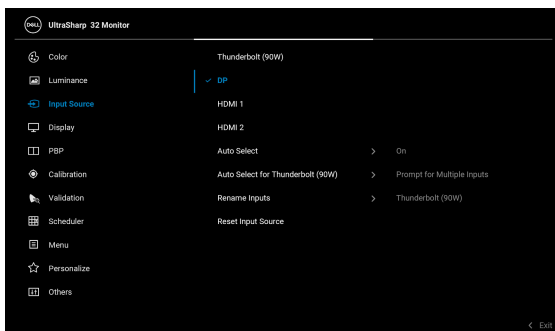 DELL UltraSharp 32 Monitor
Color
Thunderbolt (90W)
Luminance
DP
Input Source
HDMI 1
Display
HDMI 2
PBP
Auto Select
On
Calibration
Auto Select for Thunderbolt (90W)
Prompt for Multiple Inputs
Validation
Rename Inputs
Thunderbolt (90W)
Scheduler
Reset Input Source
Menu
Personalize
Others
Exit